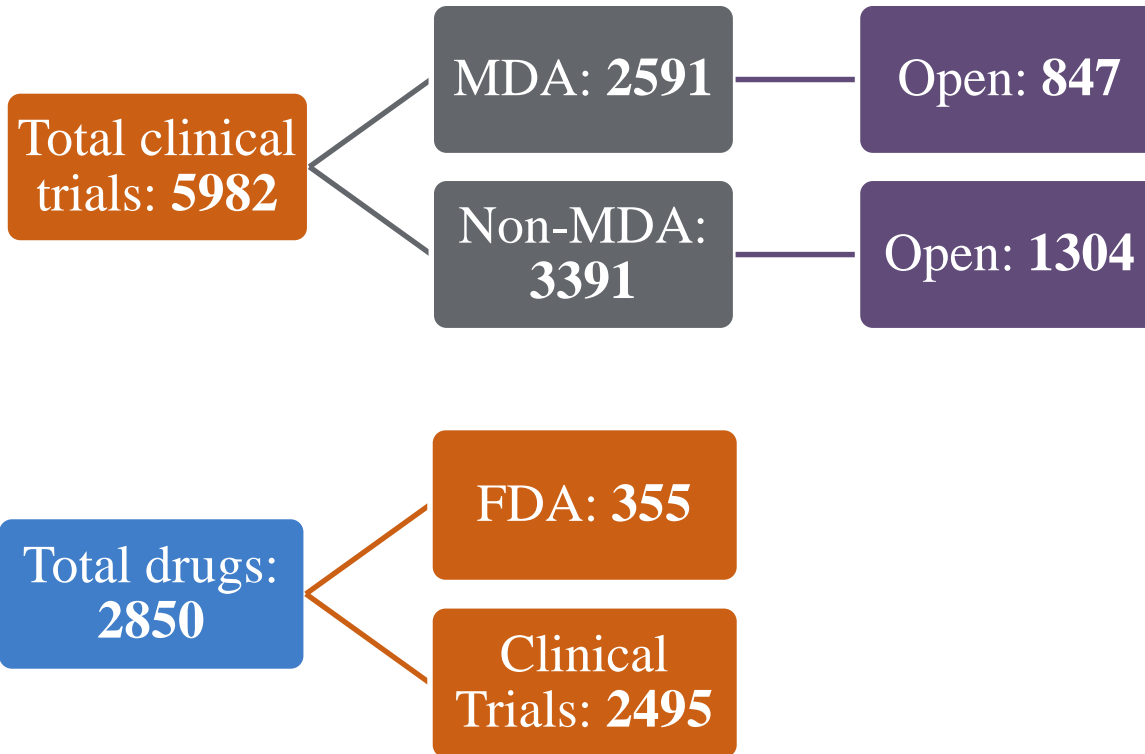 Total clinical
trials: 5982
MDA: 2591
Open: 847
Non-MDA:
3391
Open: 1304
Total drugs:
2850
FDA: 355
Clinical
Trials: 2495